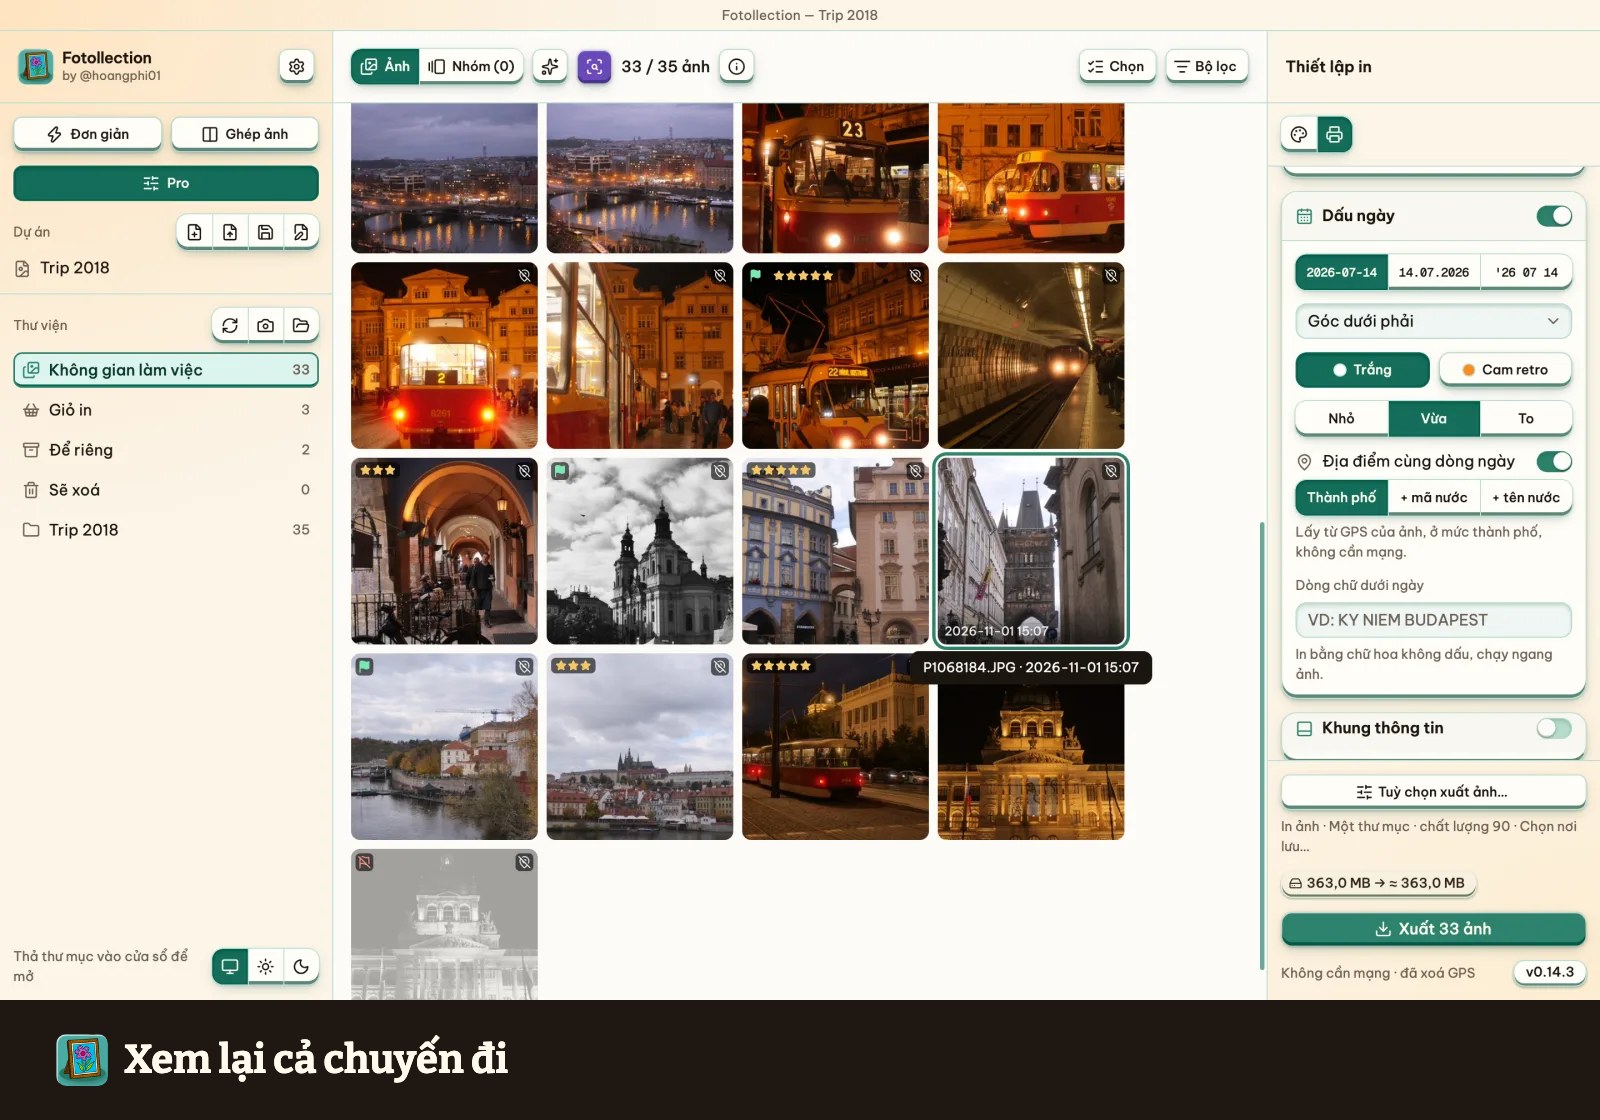 Fotollection — Trip 2018
Fotollection
by @hoangphi01
Đơn giản
Ghép ảnh
Pro
Dự án
Trip 2018
Thư viện
Không gian làm việc 33
Giỏ in 3
Để riêng 2
Sẽ xoá 0
Trip 2018 35
Thả thư mục vào cửa sổ để
mở
Ảnh
Nhóm (0)
33 / 35 ảnh
Chọn
Bộ lọc
23
2
8201
22
2026-11-01 15:07
P1068184.JPG · 2026-11-01 15:07
Thiết lập in
Dấu ngày
2026-07-14
14.07.2026
'26 07 14
Góc dưới phải
Trắng
Cam retro
Nhỏ
Vừa
To
Địa điểm cùng dòng ngày
Thành phố
+ mã nước
+ tên nước
Lấy từ GPS của ảnh, ở mức thành phố,
không cần mạng.
Dòng chữ dưới ngày
VD: KY NIEM BUDAPEST
In bằng chữ hoa không dấu, chạy ngang
ảnh.
Khung thông tin
Tuỳ chọn xuất ảnh...
In ảnh · Một thư mục · chất lượng 90 · Chọn nơi
lưu...
363,0 MB → ≈ 363,0 MB
Xuất 33 ảnh
Không cần mạng · đã xoá GPS
v0.14.3
Xem lại cả chuyến đi